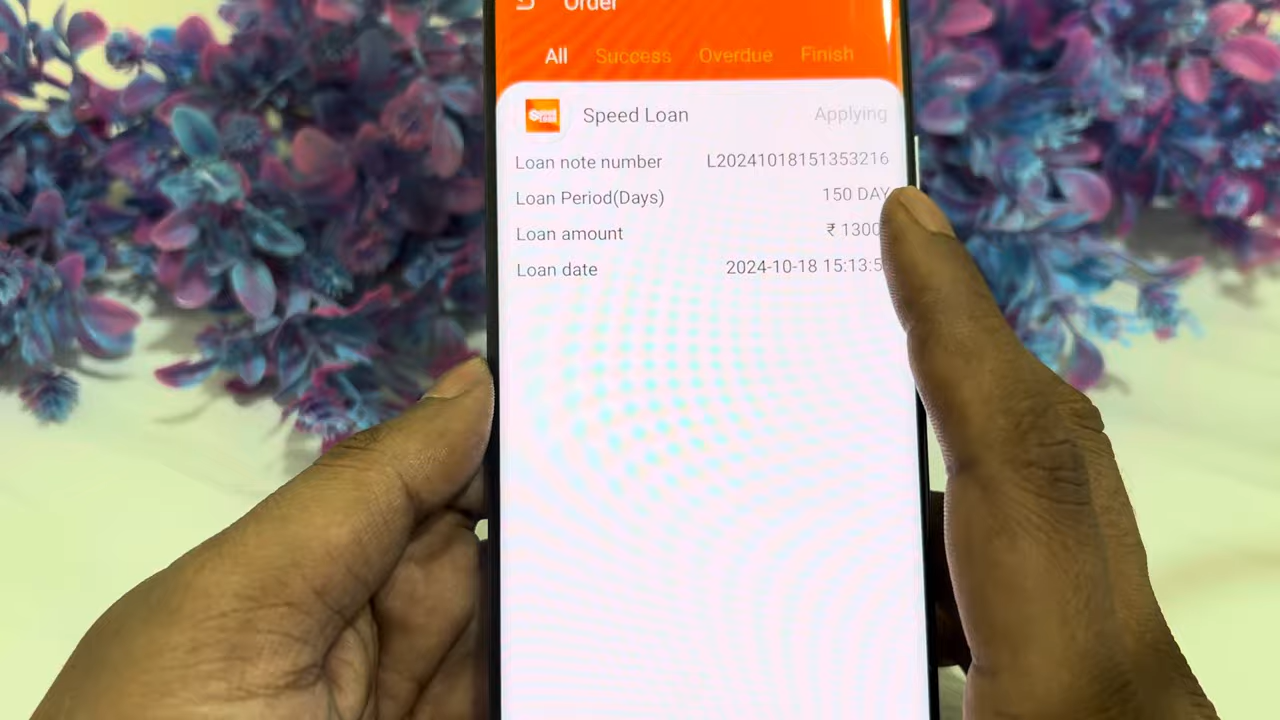 Order
All Success Overdue Finish
Speed Loan Applying
Loan note number L20241018151353216
Loan Period(Days) 150 DAY
Loan amount ₹ 1300
Loan date 2024-10-18 15:13:5